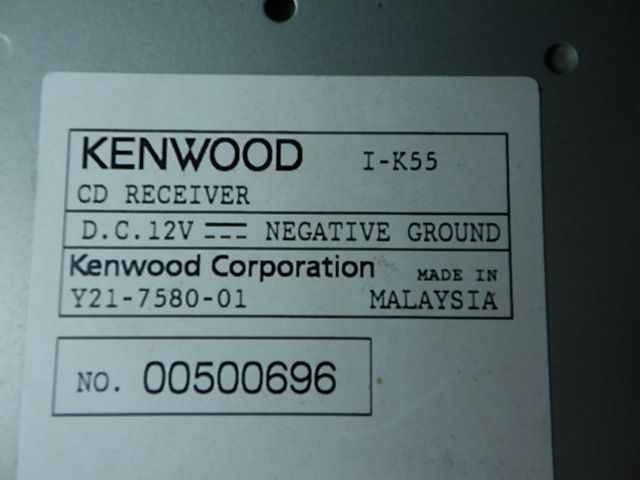 KENWOOD I-K55
CD RECEIVER
D.C.12V ⎓ NEGATIVE GROUND
Kenwood Corporation MADE IN
Y21-7580-01 MALAYSIA
NO. 00500696